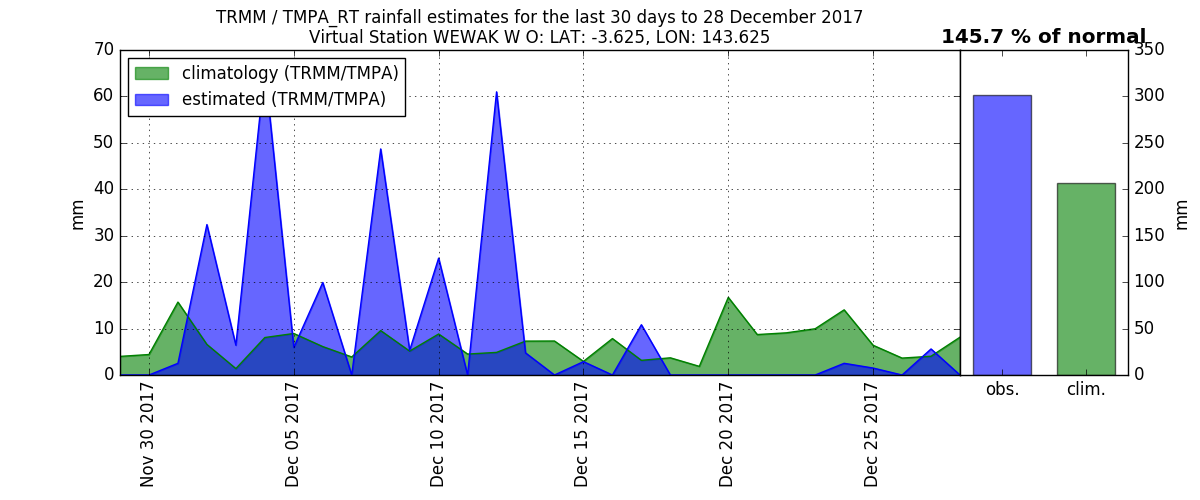 TRMM / TMPA_RT rainfall estimates for the last 30 days to 28 December 2017
Virtual Station WEWAK W O: LAT: -3.625, LON: 143.625
145.7 % of normal
climatology (TRMM/TMPA)
estimated (TRMM/TMPA)
70
60
50
40
30
20
10
0
mm
Nov 30 2017
Dec 05 2017
Dec 10 2017
Dec 15 2017
Dec 20 2017
Dec 25 2017
350
300
250
200
150
100
50
0
mm
obs.
clim.